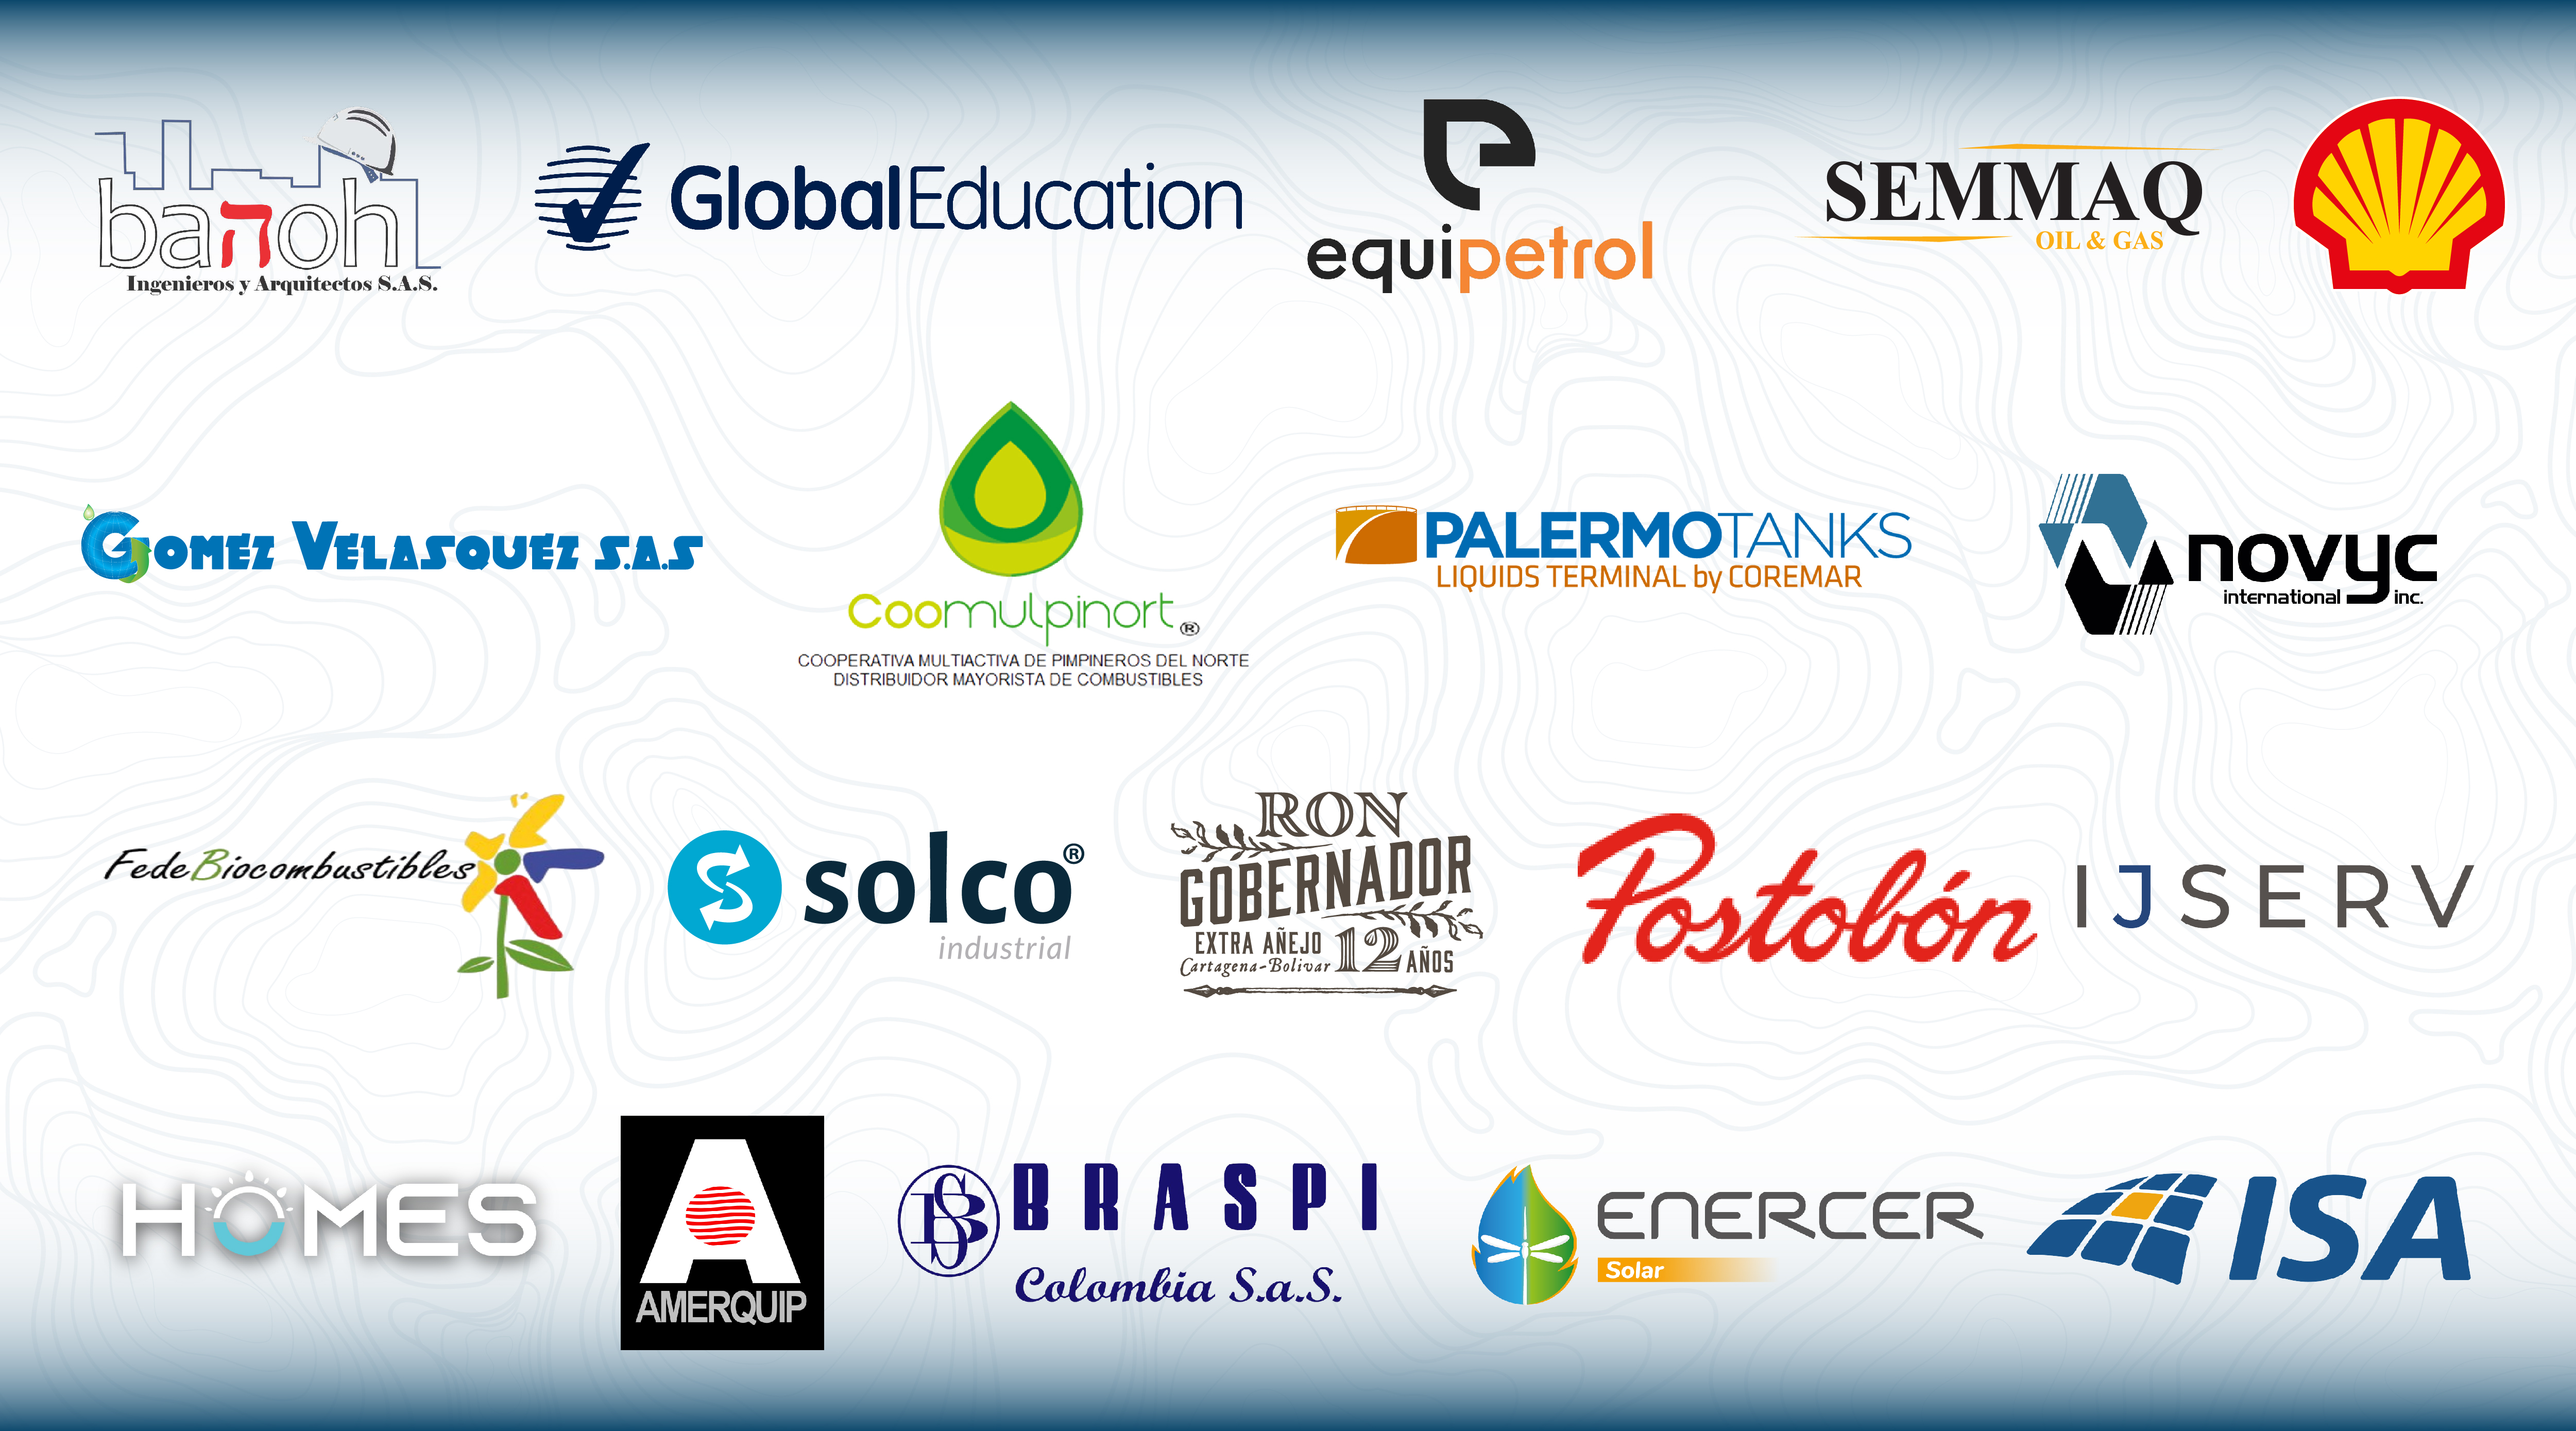 baחoh
Ingenieros y Arquitectos S.A.S.
GlobalEducation
equipetrol
SEMMAQ
OIL & GAS
GOMEZ VELASQUEZ S.A.S
Coomulpinort ®
COOPERATIVA MULTIACTIVA DE PIMPINEROS DEL NORTE
DISTRIBUIDOR MAYORISTA DE COMBUSTIBLES
PALERMOTANKS
LIQUIDS TERMINAL by COREMAR
novyc
international inc.
FedeBiocombustibles
solco®
industrial
RON
GOBERNADOR
EXTRA AÑEJO
Cartagena-Bolivar
12 AÑOS
Postobón
IJSERV
HOMES
A
AMERQUIP
BS BRASPI
Colombia S.a.S.
ENERCER
Solar
ISA